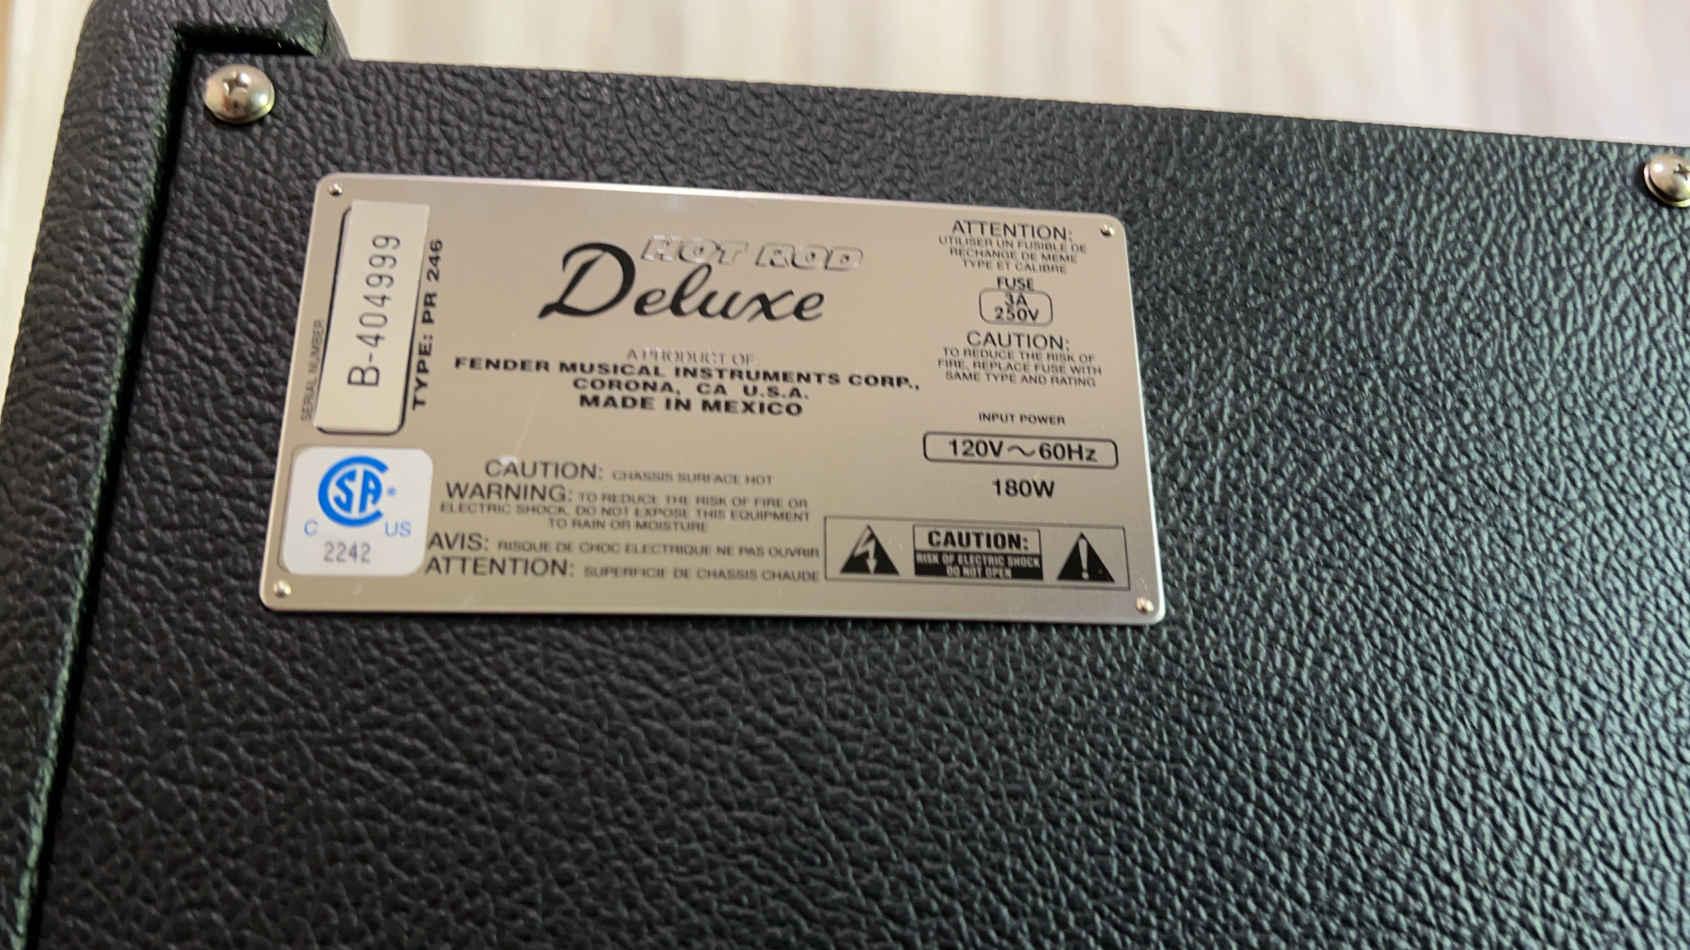 SERIAL NUMBER
B-404999
TYPE: PR 246
HOT ROD
Deluxe
A PRODUCT OF
FENDER MUSICAL INSTRUMENTS CORP.,
CORONA, CA U.S.A.
MADE IN MEXICO
ATTENTION:
UTILISER UN FUSIBLE DE
RECHANGE DE MEME
TYPE ET CALIBRE
FUSE
3A
250V
CAUTION:
TO REDUCE THE RISK OF
FIRE, REPLACE FUSE WITH
SAME TYPE AND RATING
INPUT POWER
120V~60Hz
180W
SA®
C US
2242
CAUTION: CHASSIS SURFACE HOT
WARNING: TO REDUCE THE RISK OF FIRE OR
ELECTRIC SHOCK, DO NOT EXPOSE THIS EQUIPMENT
TO RAIN OR MOISTURE
AVIS: RISQUE DE CHOC ELECTRIQUE NE PAS OUVRIR
ATTENTION: SUPERFICIE DE CHASSIS CHAUDE
CAUTION:
RISK OF ELECTRIC SHOCK
DO NOT OPEN